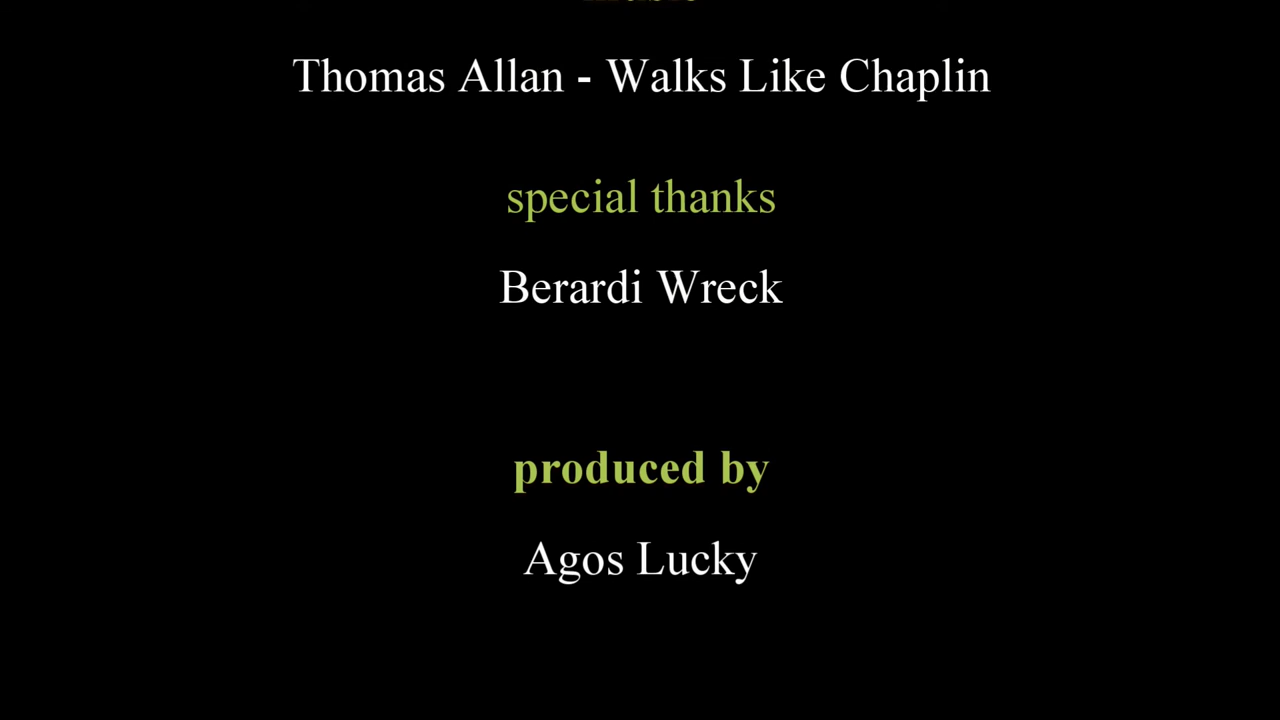 Thomas Allan - Walks Like Chaplin
special thanks
Berardi Wreck
produced by
Agos Lucky